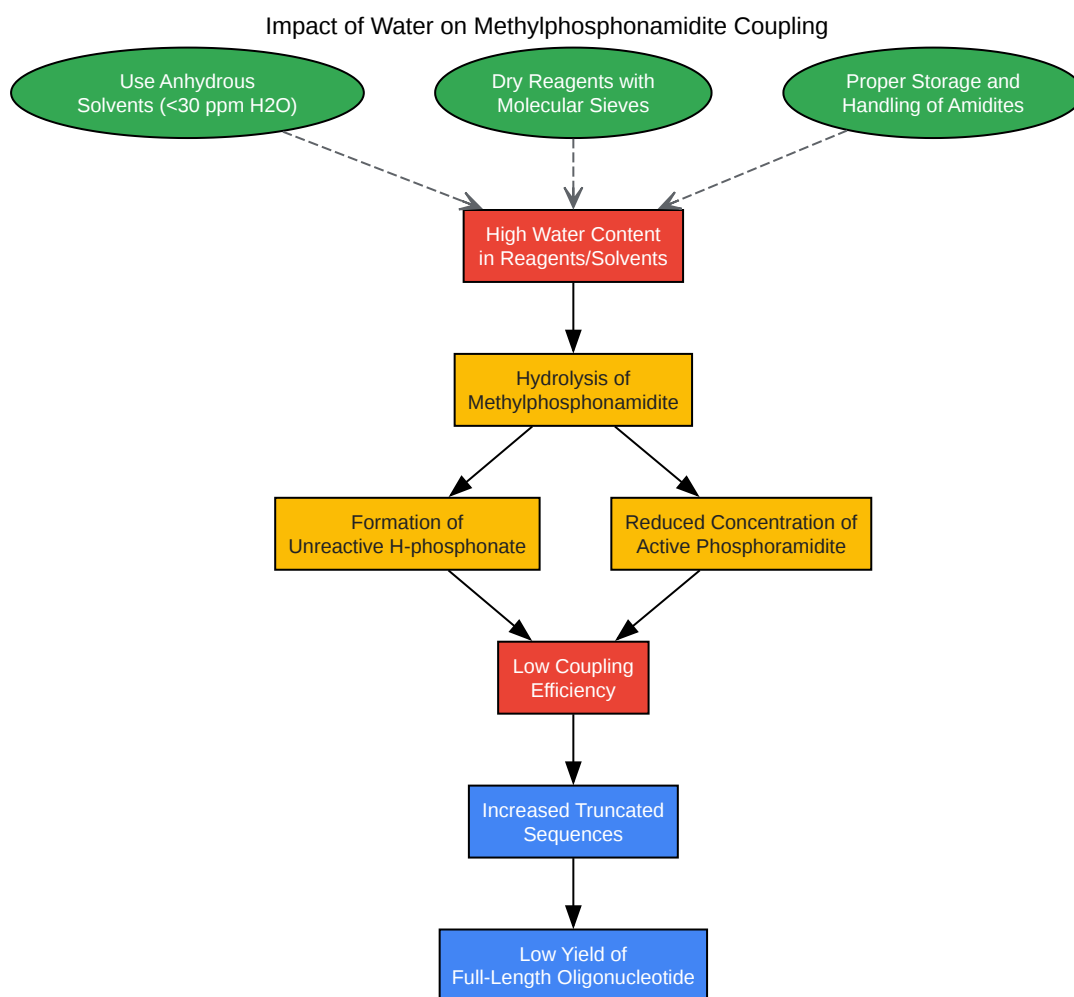 Impact of Water on Methylphosphonamidite Coupling
Use Anhydrous
Solvents (<30 ppm H2O)
Dry Reagents with
Molecular Sieves
Proper Storage and
Handling of Amidites
High Water Content
in Reagents/Solvents
Hydrolysis of
Methylphosphonamidite
Formation of
Unreactive H-phosphonate
Reduced Concentration of
Active Phosphoramidite
Low Coupling
Efficiency
Increased Truncated
Sequences
Low Yield of
Full-Length Oligonucleotide